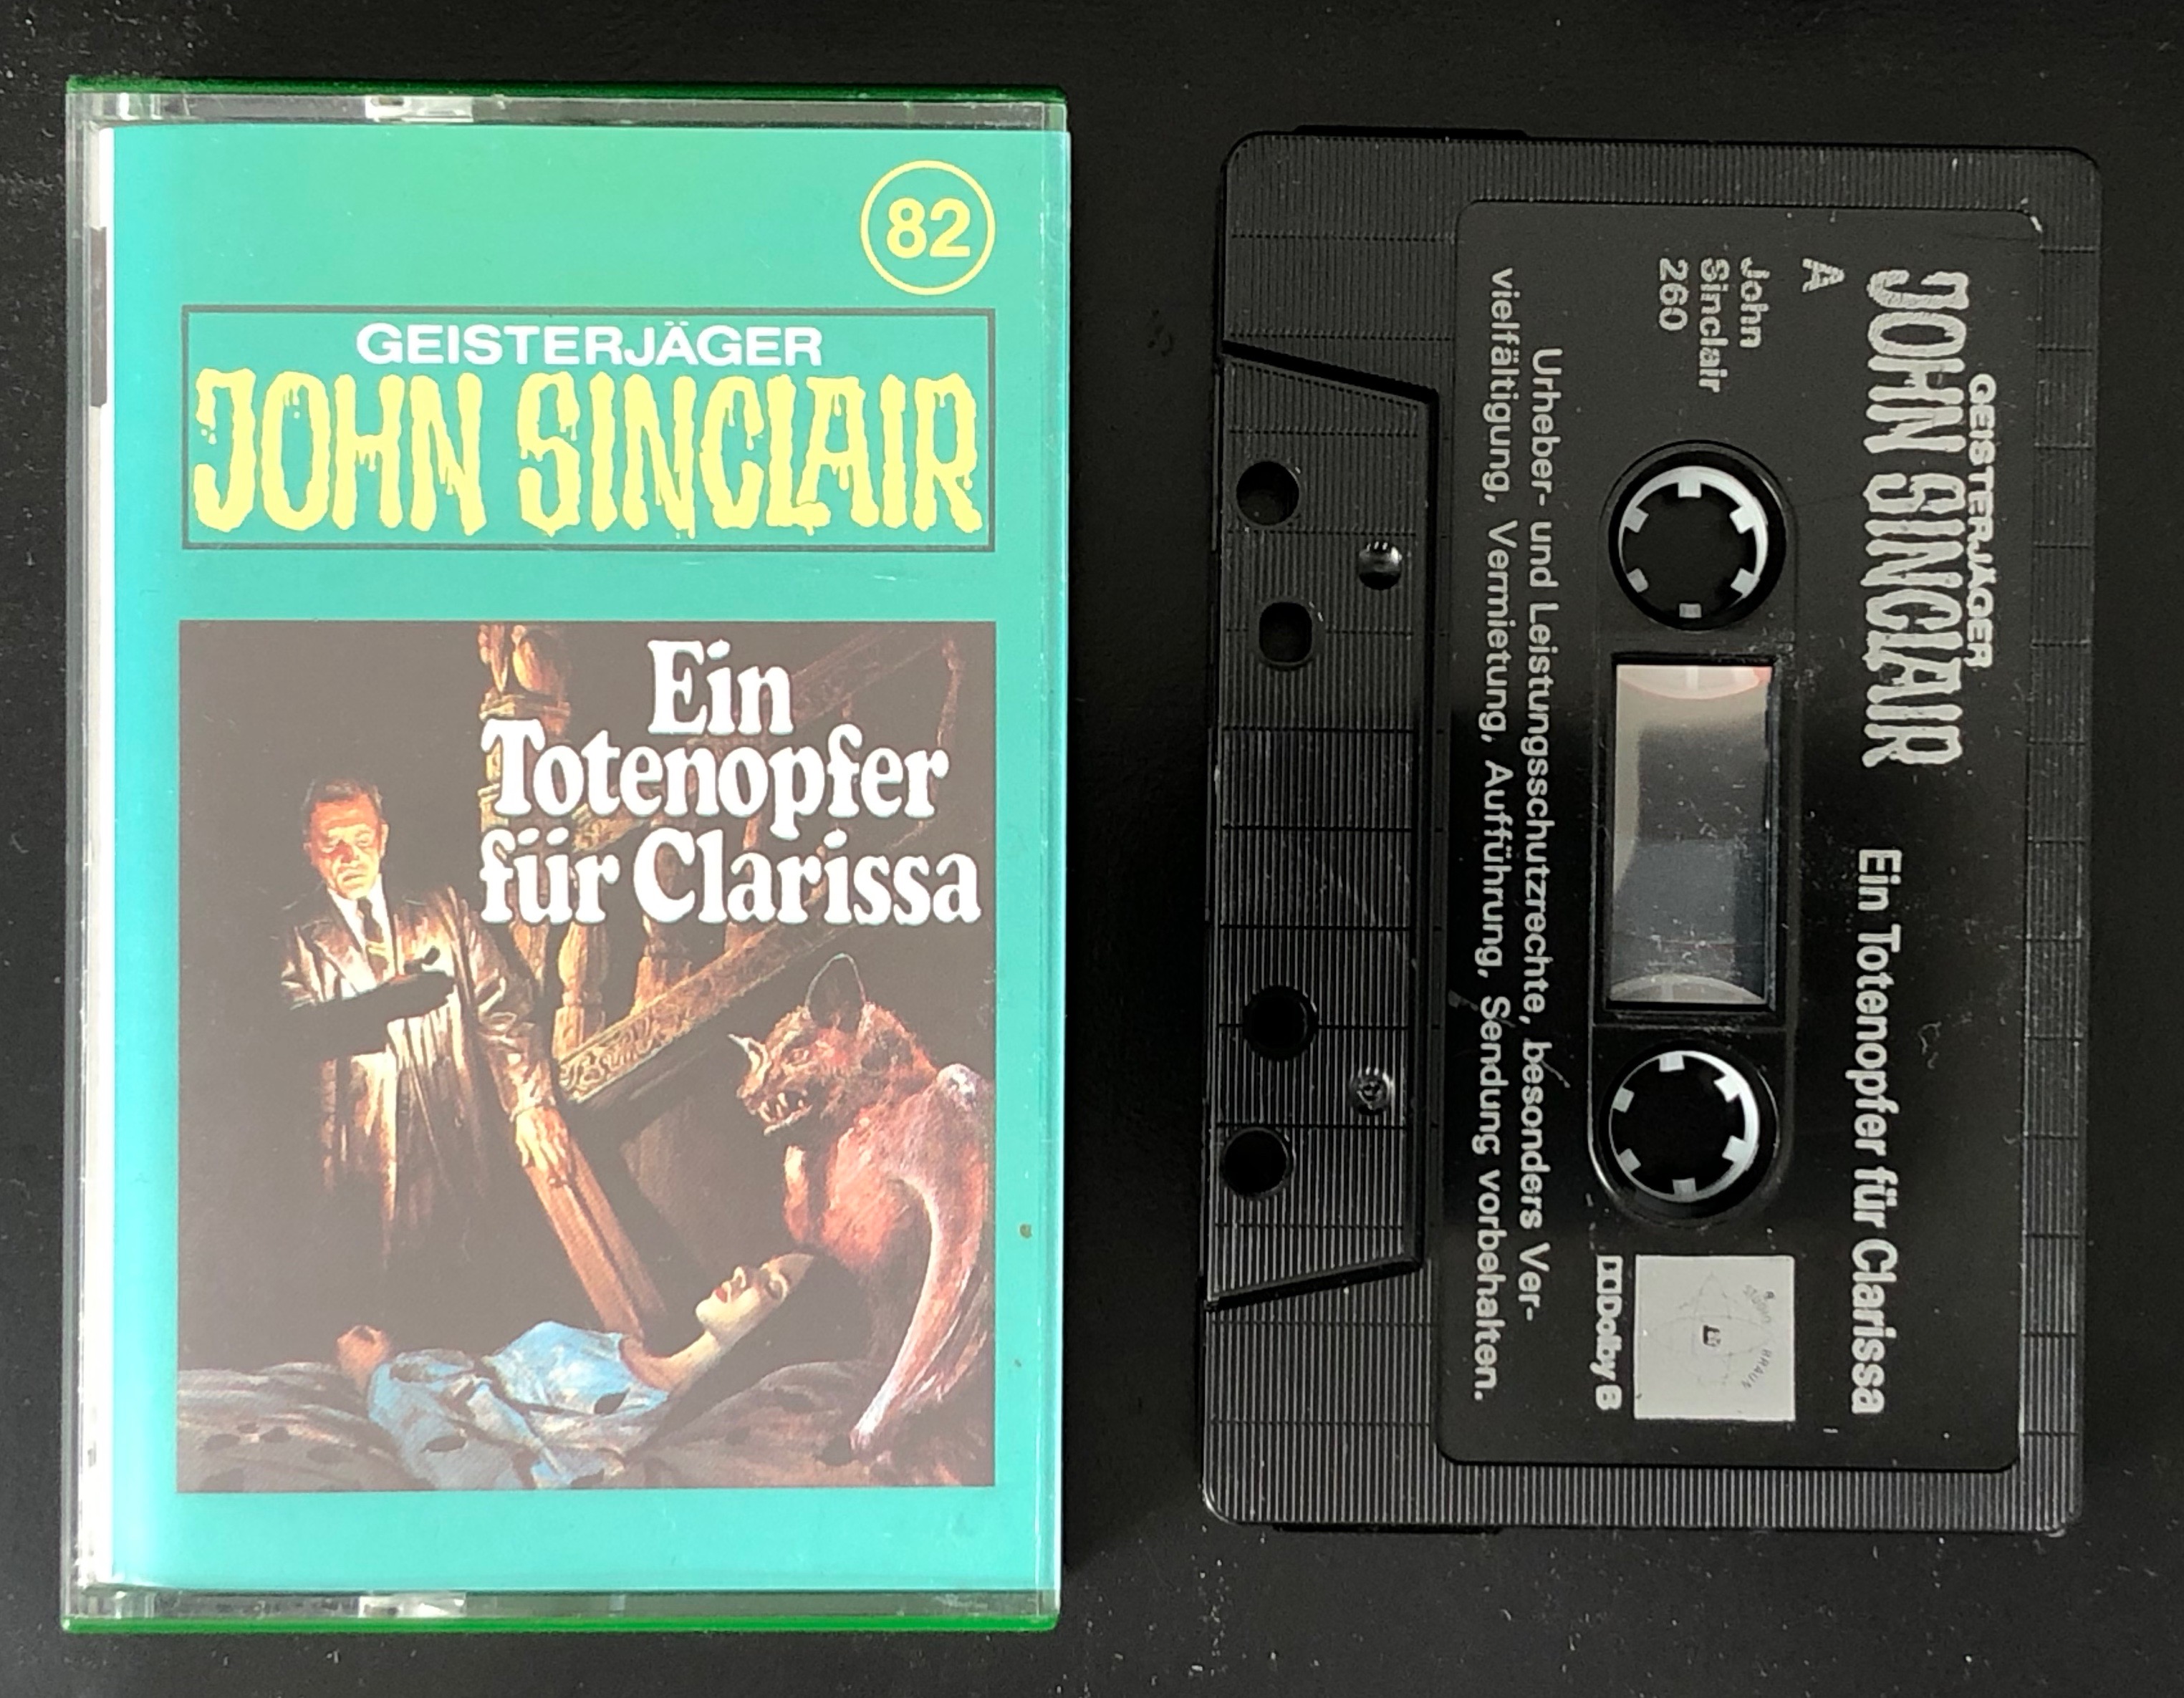 82
GEISTERJÄGER
JOHN SINCLAIR
Ein
Totenopfer
für Clarissa
GEISTERJÄGER
JOHN SINCLAIR
Ein Totenopfer für Clarissa
A
John
Sinclair
260
Dolby B
Urheber- und Leistungsschutzrechte, besonders Ver-
vielfältigung, Vermietung, Aufführung, Sendung vorbehalten.